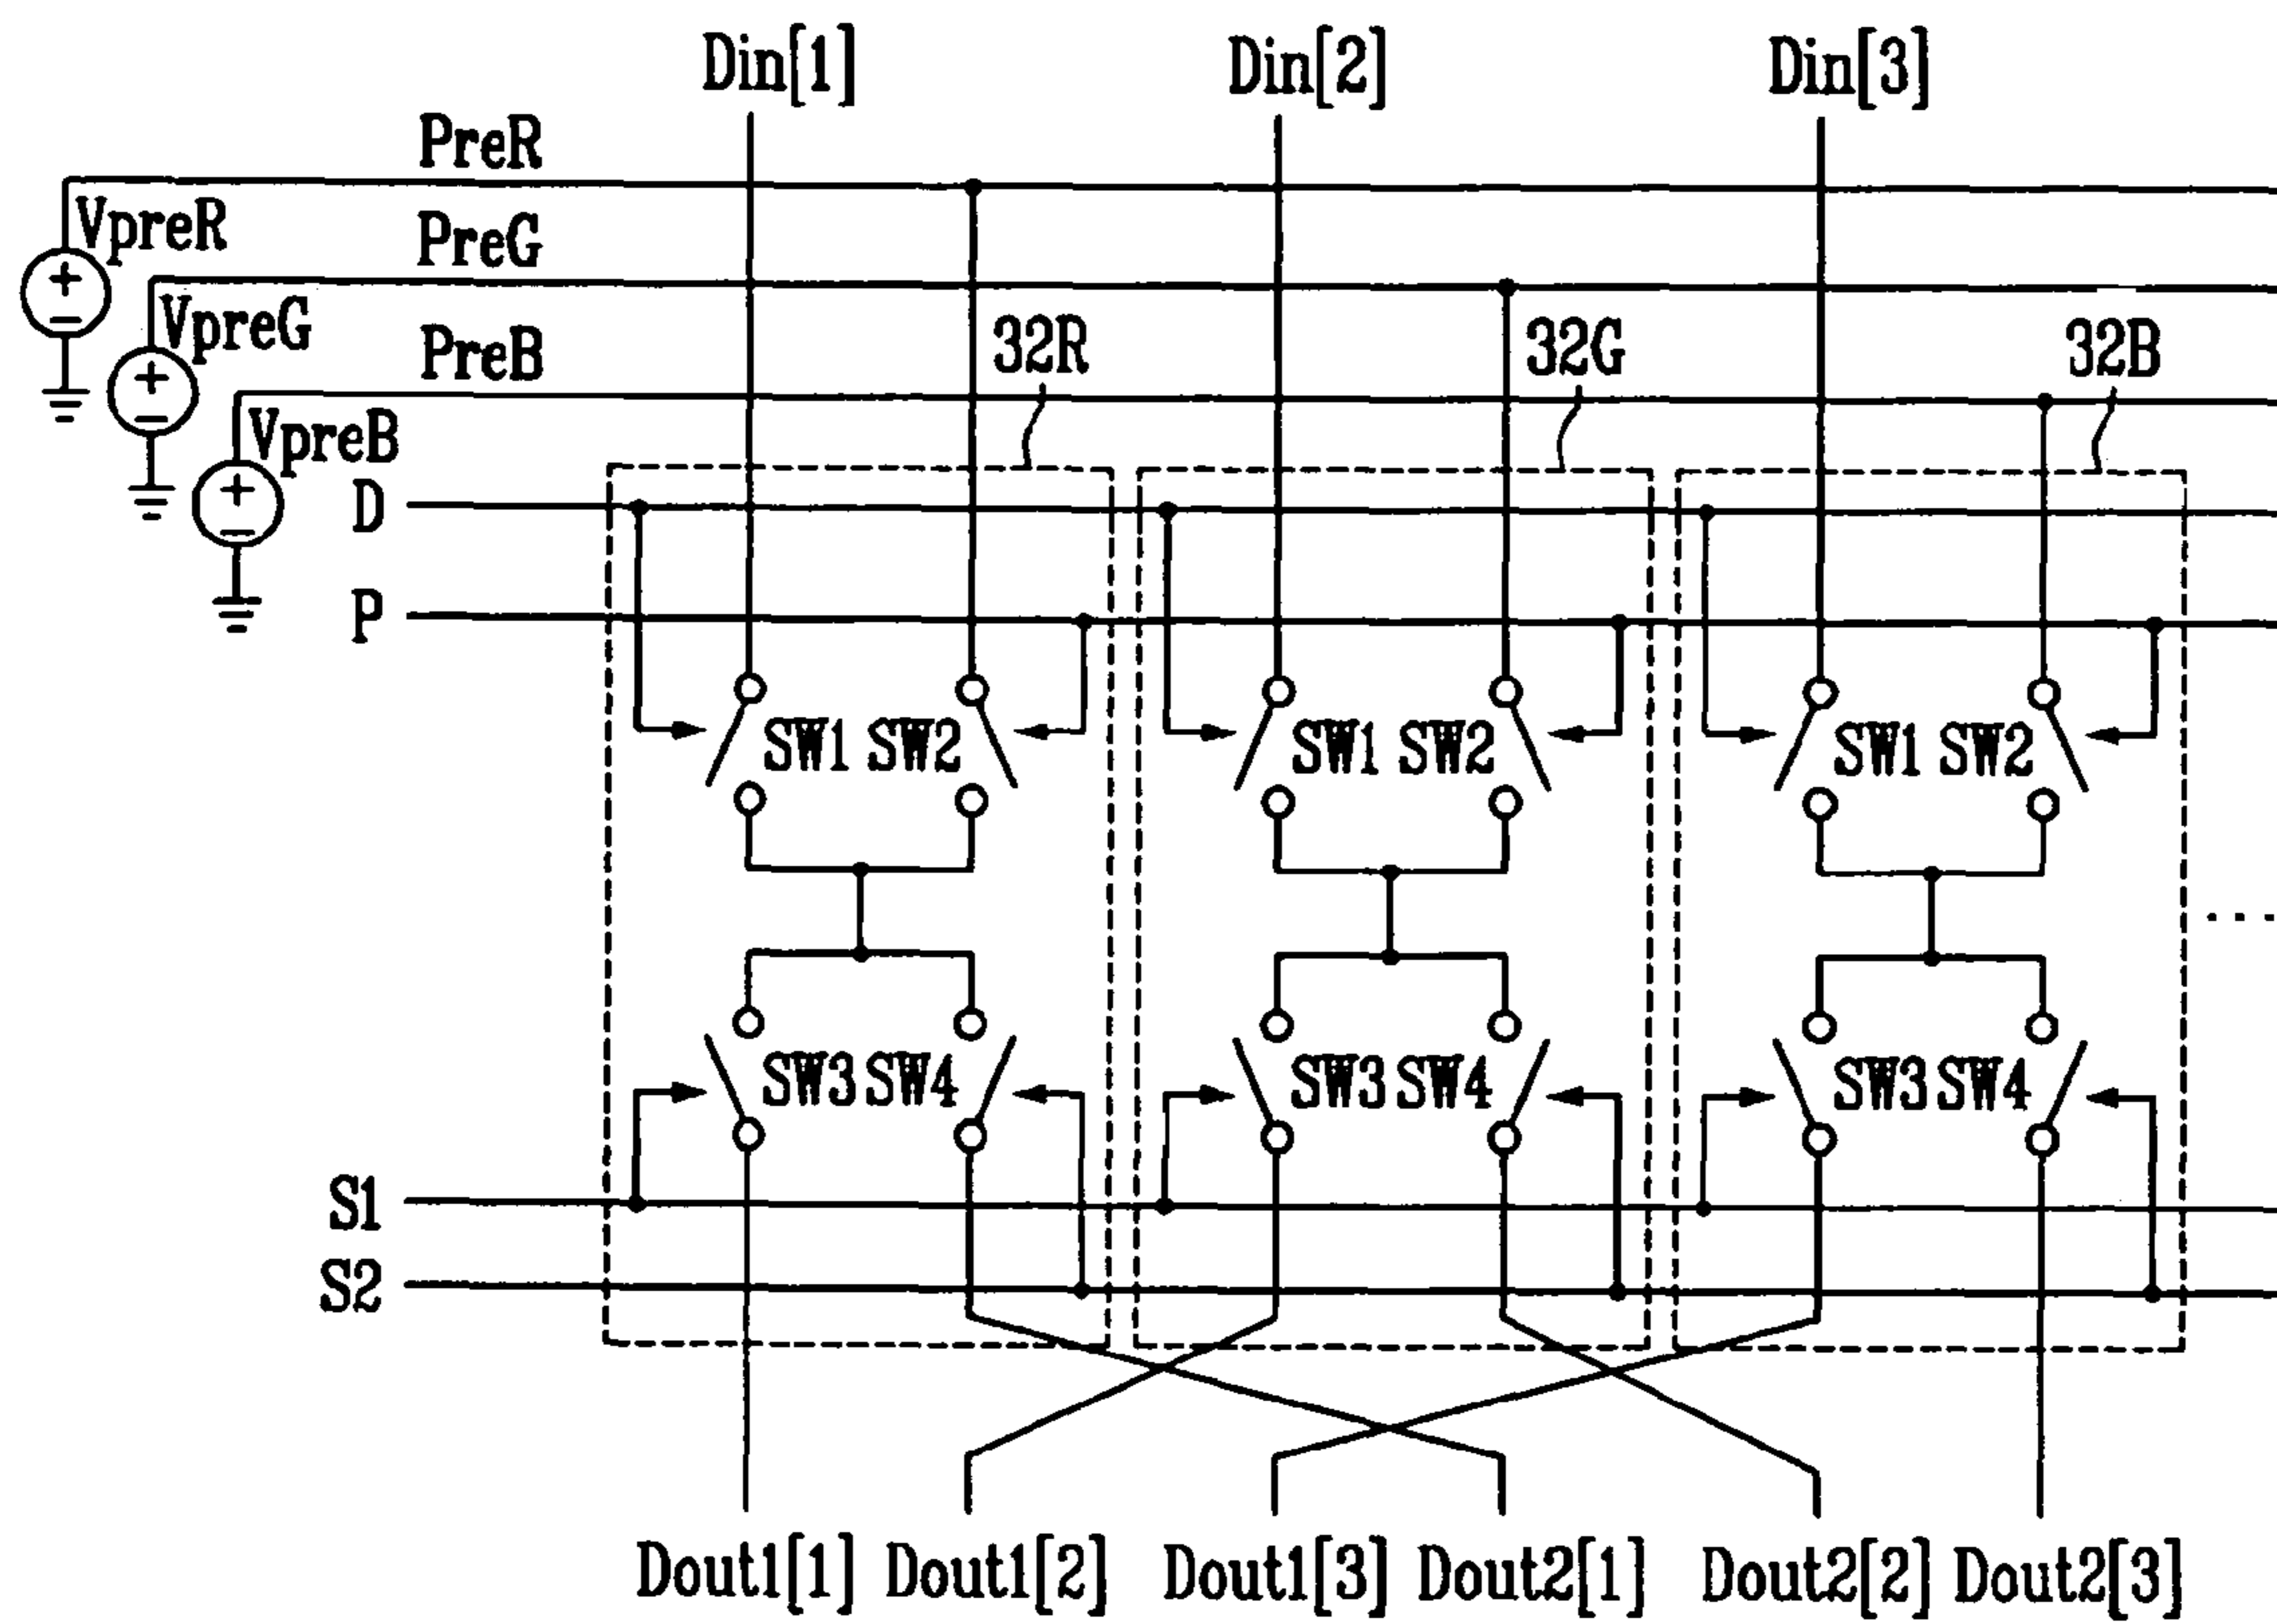 Din[1] Din[2] Din[3]
PreR
VpreR
PreG
VpreG
PreB
32R 32G 32B
VpreB
D
P
SW1 SW2 SW1 SW2 SW1 SW2
. . .
SW3 SW4 SW3 SW4 SW3 SW4
S1
S2
Dout1[1] Dout1[2] Dout1[3] Dout2[1] Dout2[2] Dout2[3]